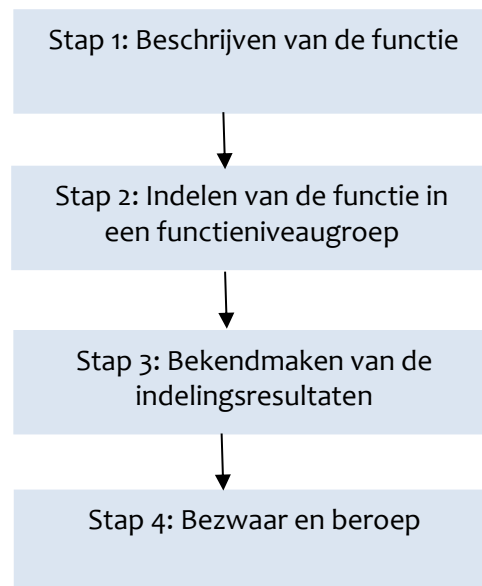 Stap 1: Beschrijven van de functie
Stap 2: Indelen van de functie in
een functieniveaugroep
Stap 3: Bekendmaken van de
indelingsresultaten
Stap 4: Bezwaar en beroep